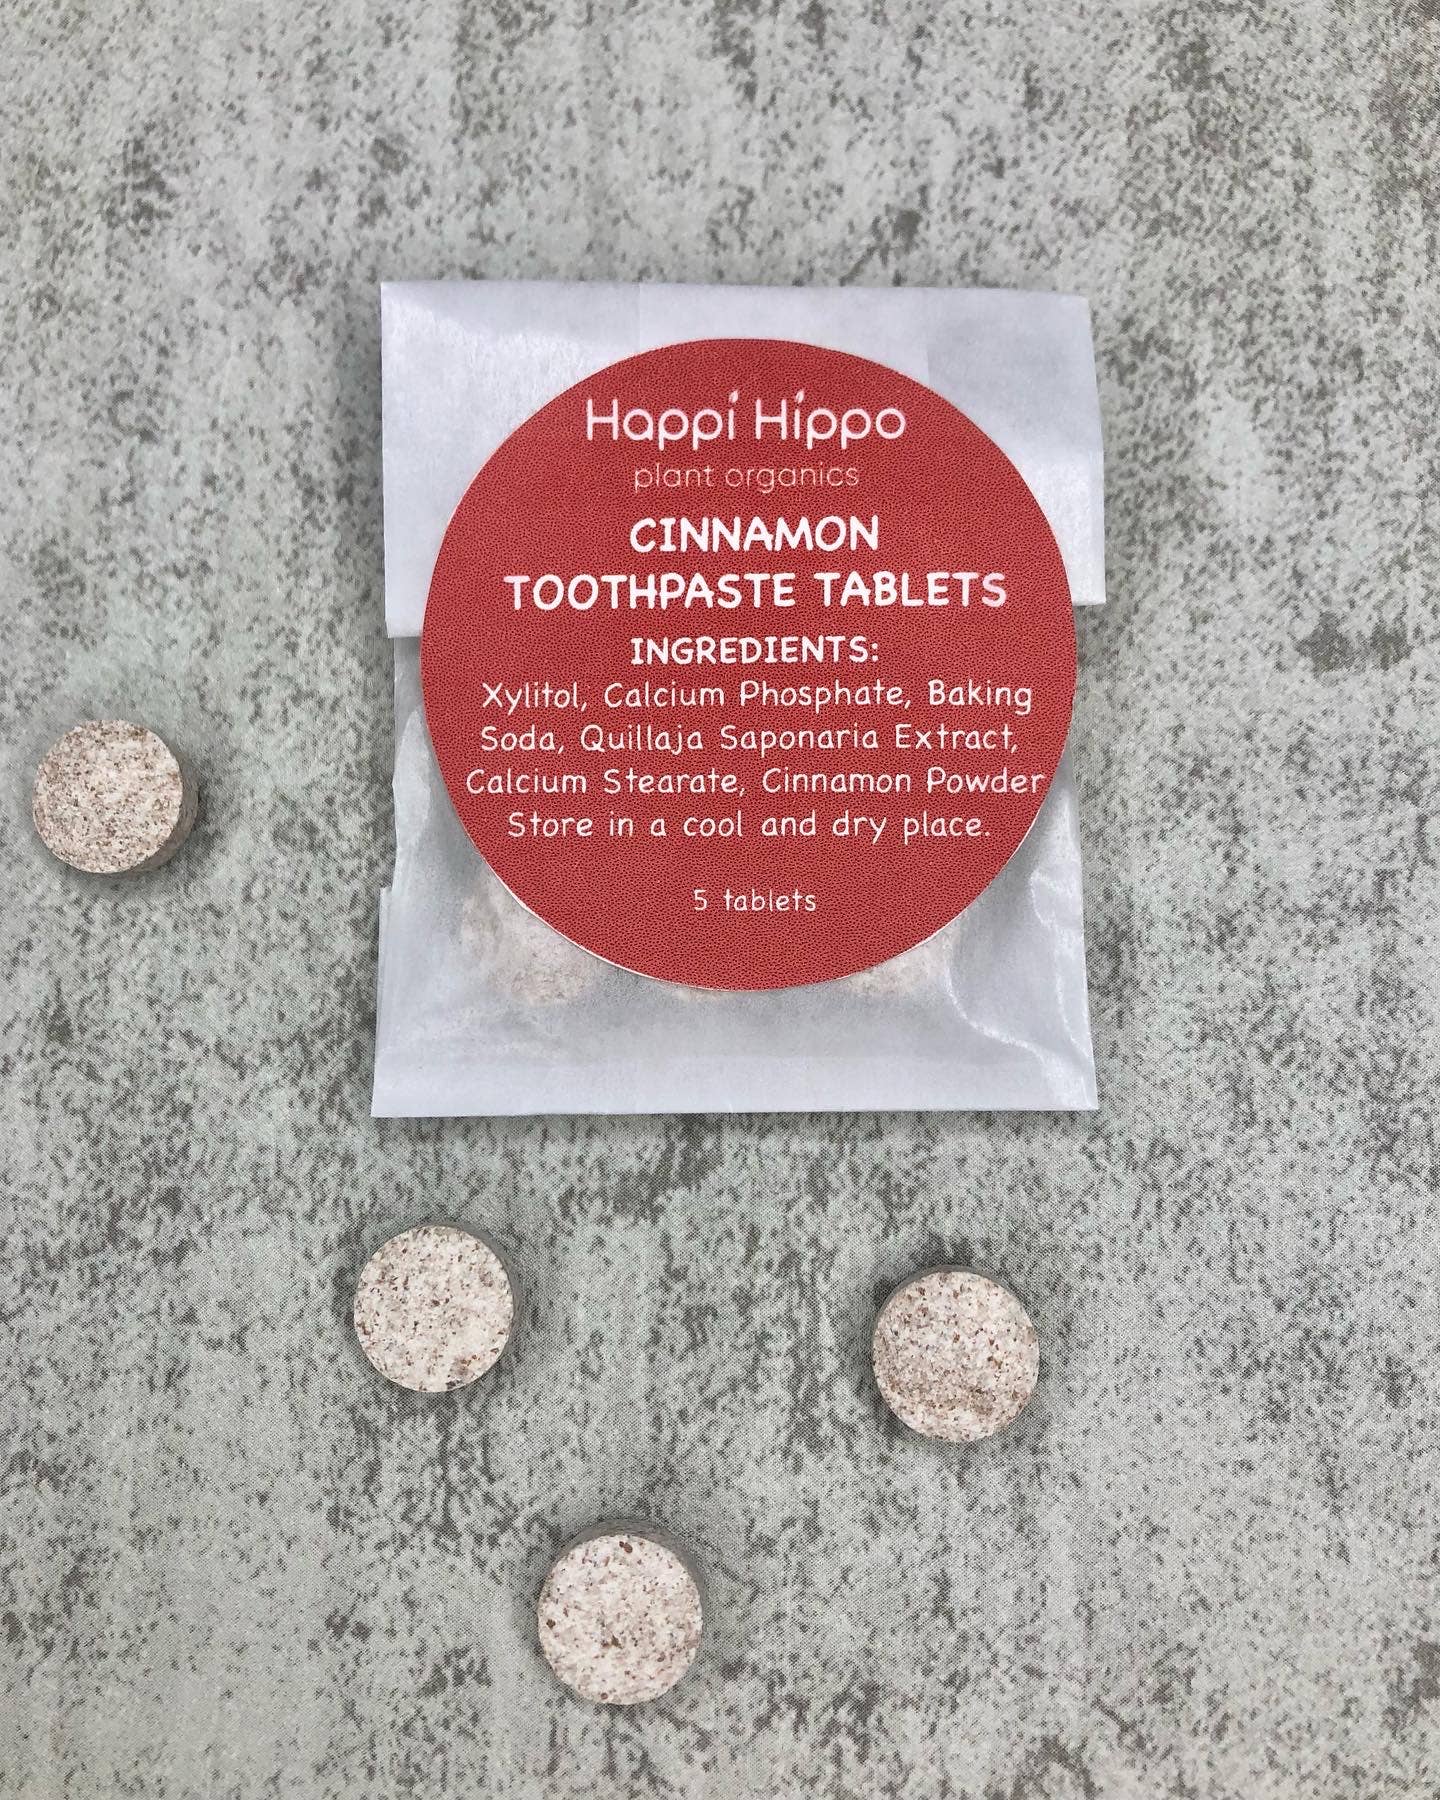 Happi Hippo
plant organics
CINNAMON
TOOTHPASTE TABLETS
INGREDIENTS:
Xylitol, Calcium Phosphate, Baking
Soda, Quillaja Saponaria Extract,
Calcium Stearate, Cinnamon Powder
Store in a cool and dry place.
5 tablets